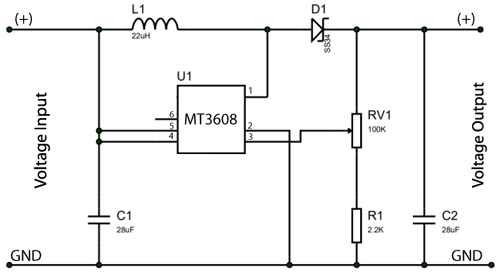 (+)
L1
22uH
D1
SS34
(+)
U1
MT3608
1
6
5
4
2
3
RV1
100K
Voltage Input
Voltage Output
C1
28uF
R1
2.2K
C2
28uF
GND
GND